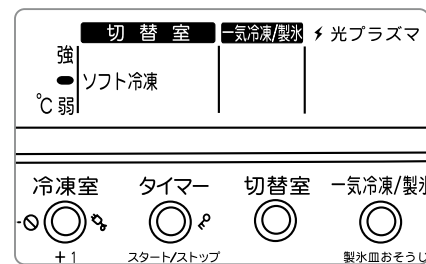 切替室 一気冷凍/製氷 光プラズマ
強
ソフト冷凍
℃ 弱
冷凍室 タイマー 切替室 一気冷凍/製氷
+1 スタート/ストップ 製氷皿おそうじ